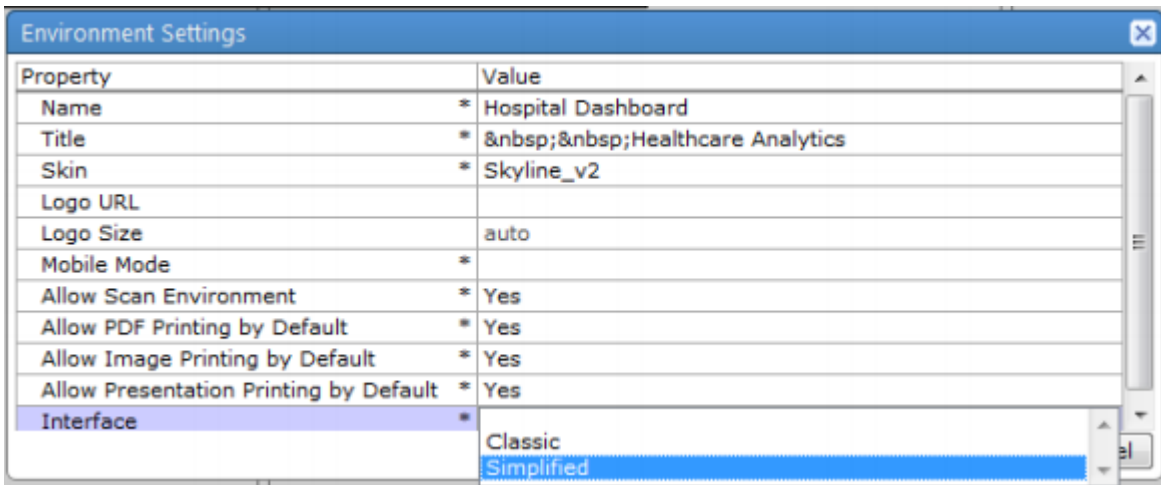 Environment Settings
Property Value
Name * Hospital Dashboard
Title * &nbsp;&nbsp;Healthcare Analytics
Skin * Skyline_v2
Logo URL
Logo Size auto
Mobile Mode *
Allow Scan Environment * Yes
Allow PDF Printing by Default * Yes
Allow Image Printing by Default * Yes
Allow Presentation Printing by Default * Yes
Interface *
Classic
el
Simplified